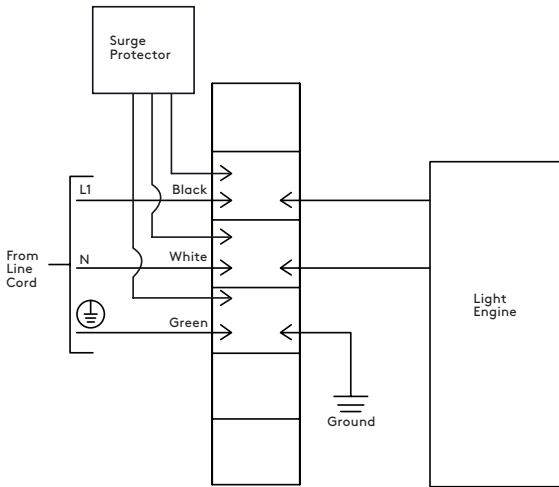 Surge
Protector
L1
Black
From
Line
Cord
N
White
Green
Light
Engine
Ground